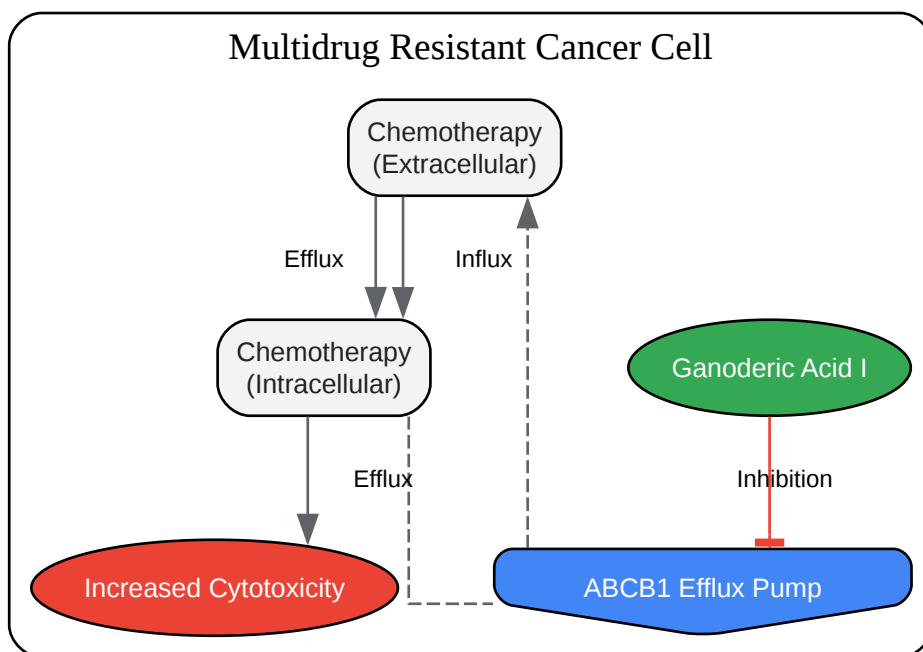 Multidrug Resistant Cancer Cell
Chemotherapy
(Extracellular)
Efflux
Influx
Chemotherapy
(Intracellular)
Ganoderic Acid I
Efflux
Inhibition
Increased Cytotoxicity
ABCB1 Efflux Pump